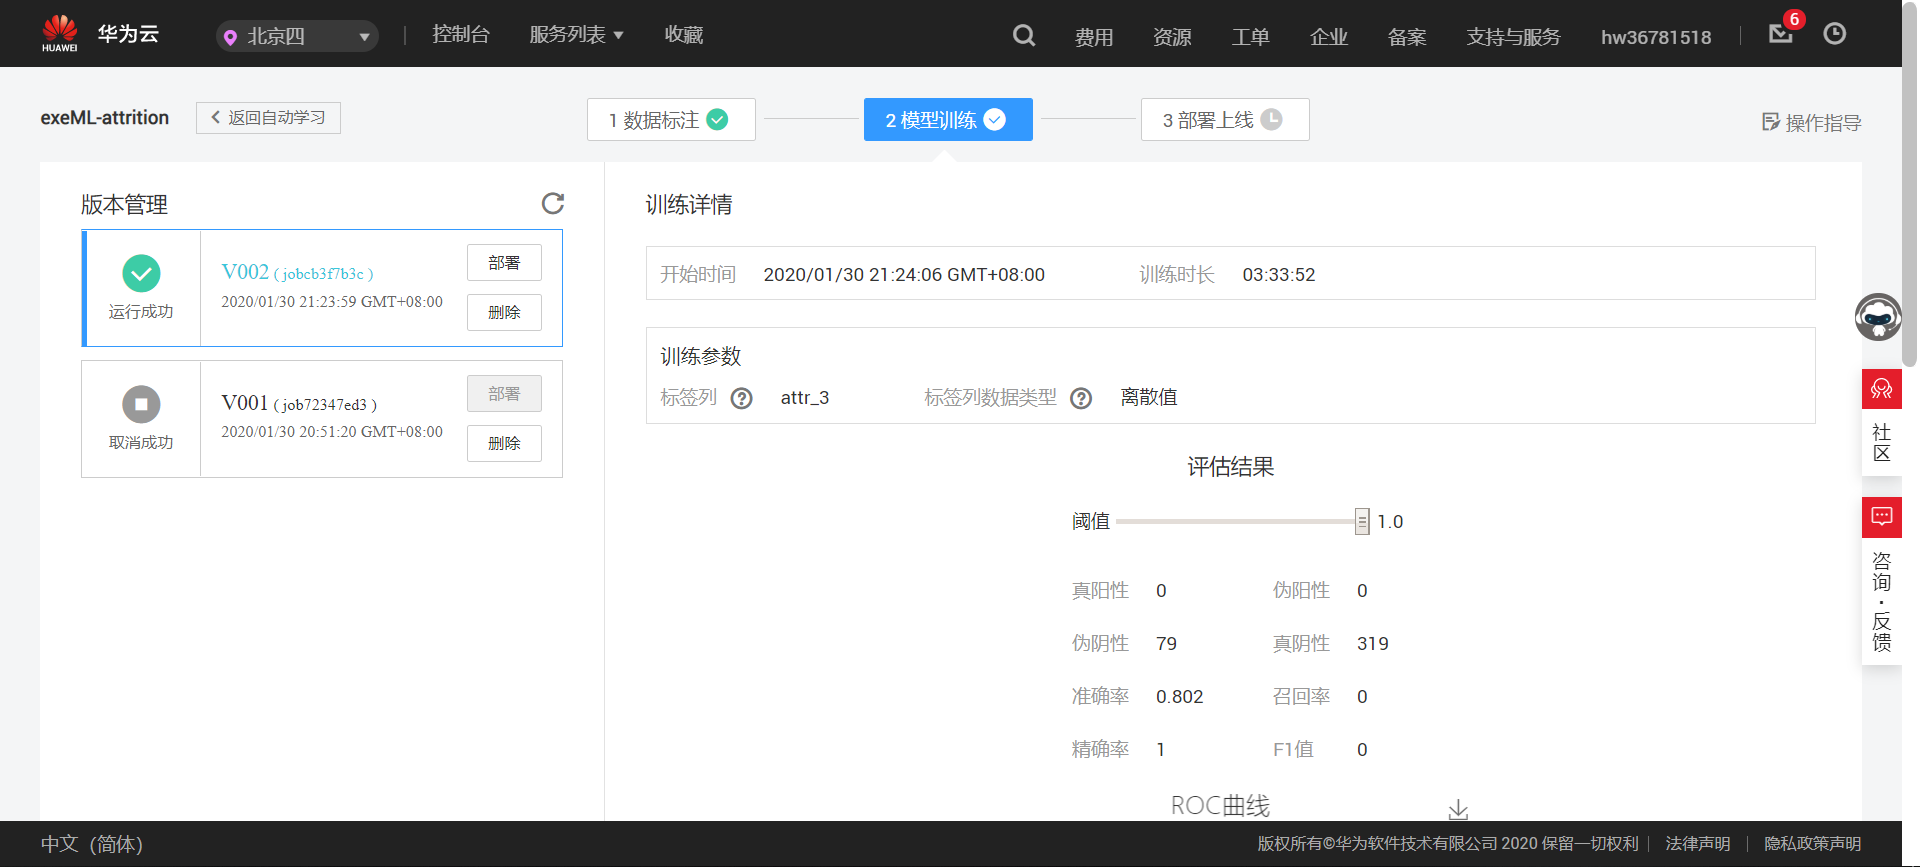 HUAWEI 华为云 北京四 控制台 服务列表 收藏 费用 资源 工单 企业 备案 支持与服务 hw36781518 6
exeML-attrition 返回自动学习 1 数据标注 2 模型训练 3 部署上线 操作指导
版本管理
运行成功
V002 ( jobcb3f7b3c )
2020/01/30 21:23:59 GMT+08:00
部署
删除
取消成功
V001 ( job72347ed3 )
2020/01/30 20:51:20 GMT+08:00
部署
删除
训练详情
开始时间 2020/01/30 21:24:06 GMT+08:00 训练时长 03:33:52
训练参数
标签列 ? attr_3 标签列数据类型 ? 离散值
评估结果
阈值 1.0
真阳性 0 伪阳性 0
伪阴性 79 真阴性 319
准确率 0.802 召回率 0
精确率 1 F1值 0
ROC曲线
社区
咨询·反馈
中文 (简体) 版权所有©华为软件技术有限公司 2020 保留一切权利 | 法律声明 | 隐私政策声明